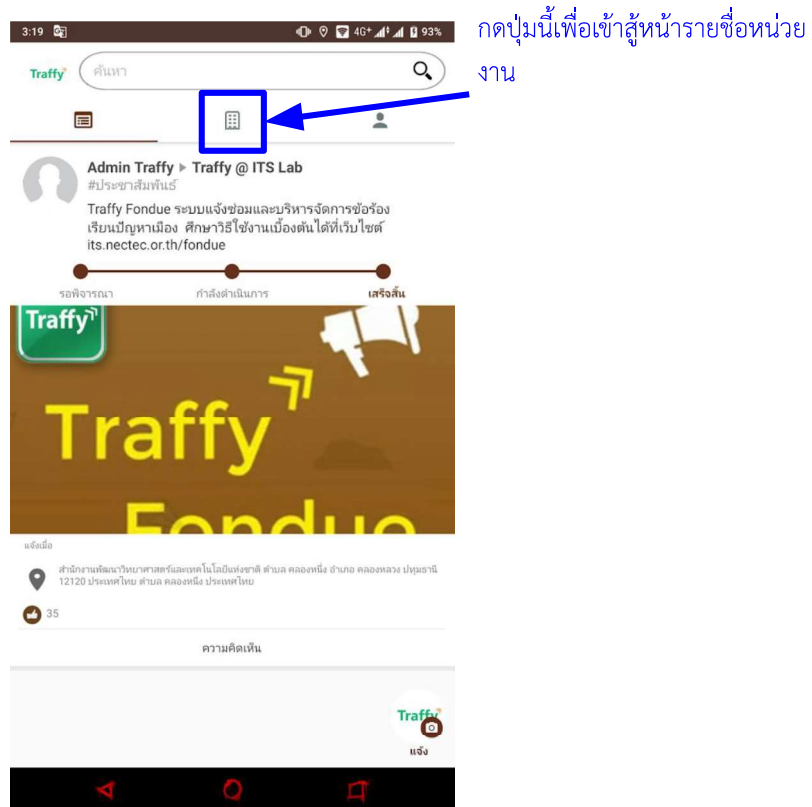 3:19 4G+ 93%
กดปุ่มนี้เพื่อเข้าสู้หน้ารายชื่อหน่วย
งาน
Traffy ค้นหา
Admin Traffy ▶ Traffy @ ITS Lab
#ประชาสัมพันธ์
Traffy Fondue ระบบแจ้งซ่อมและบริหารจัดการข้อร้อง
เรียนปัญหาเมือง ศึกษาวิธีใช้งานเบื้องต้นได้ที่เว็บไซต์
its.nectec.or.th/fondue
รอพิจารณา กำลังดำเนินการ เสร็จสิ้น
Traffy
Traffy
Fondue
แจ้งเมื่อ
สำนักงานพัฒนาวิทยาศาสตร์และเทคโนโลยีแห่งชาติ ตำบล คลองหนึ่ง อำเภอ คลองหลวง ปทุมธานี
12120 ประเทศไทย ตำบล คลองหนึ่ง ประเทศไทย
35
ความคิดเห็น
Traffy
แจ้ง